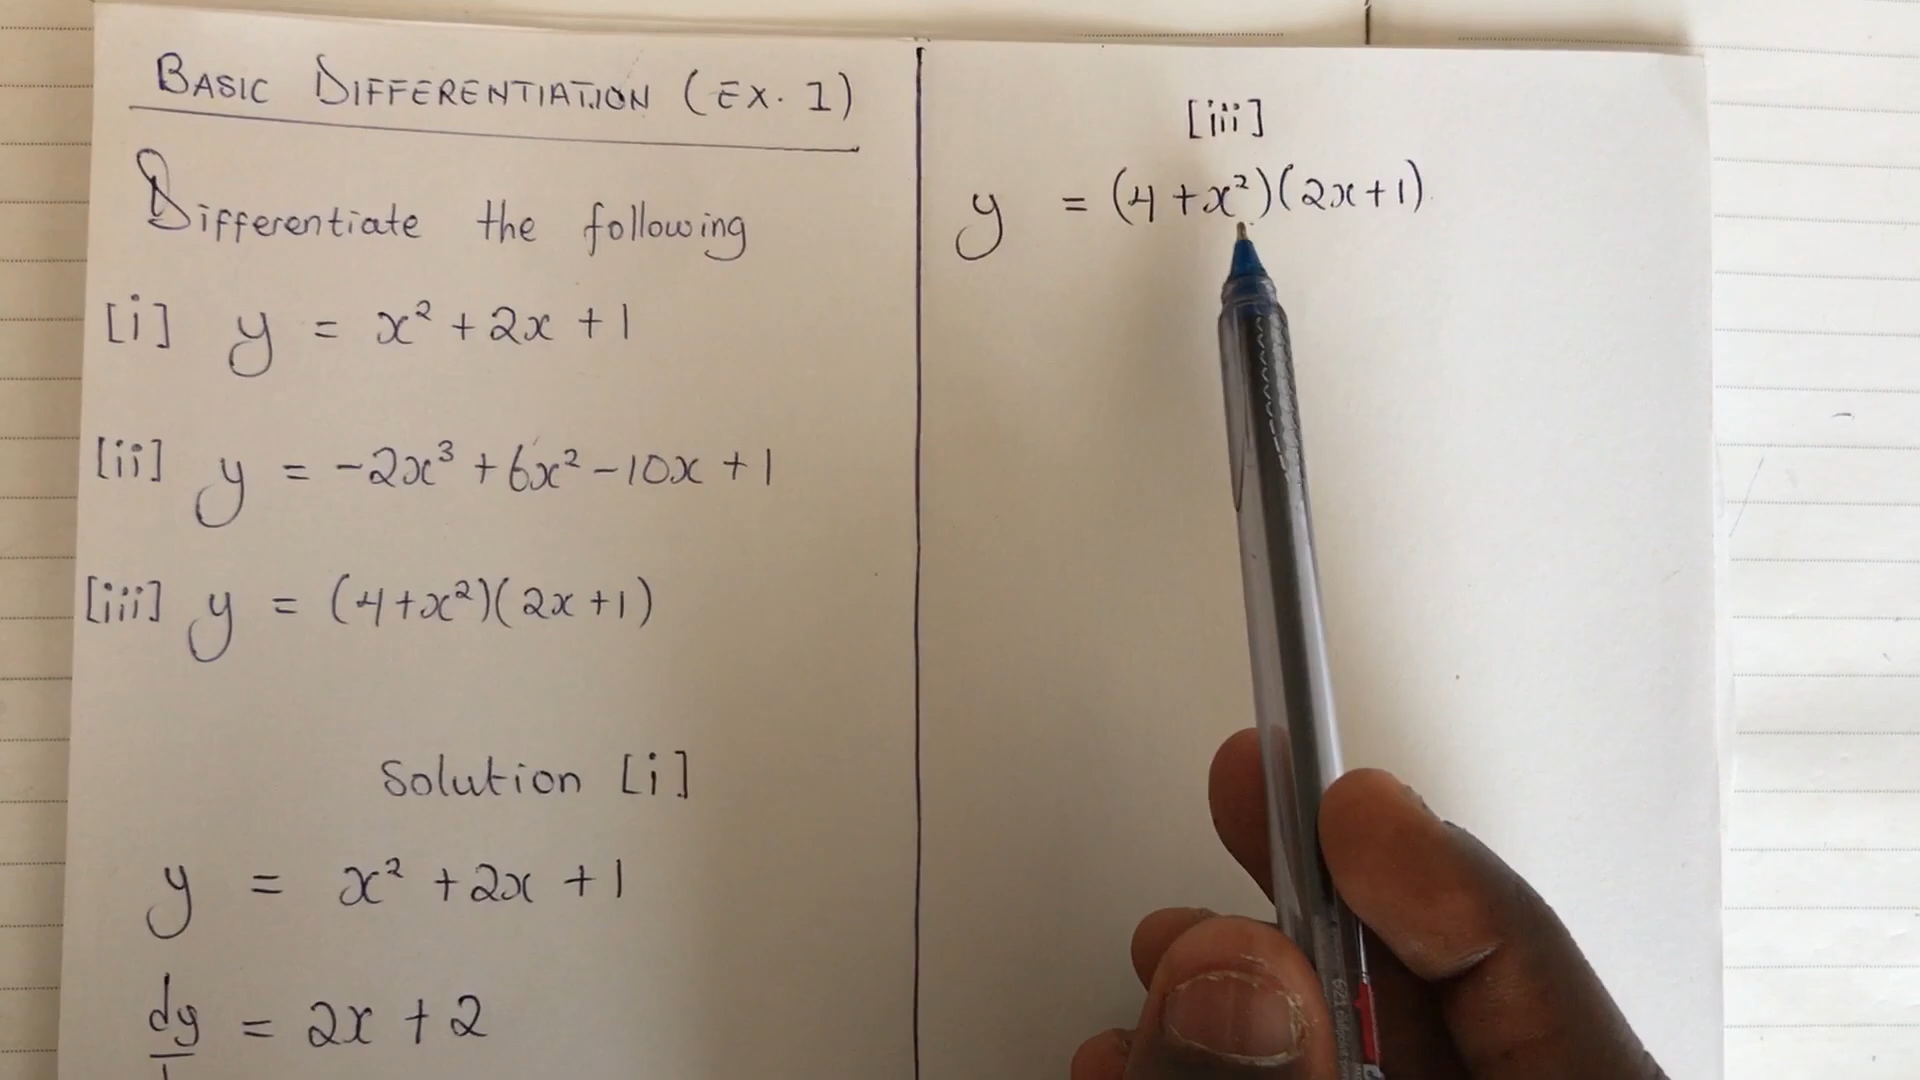 BASIC DIFFERENTIATION (EX. 1)
Differentiate the following
[i] y = x² + 2x + 1
[ii] y = -2x³ + 6x² - 10x + 1
[iii] y = (4+x²)(2x+1)
Solution [i]
y = x² + 2x + 1
dy = 2x + 2
[iii]
y = (4+x²)(2x+1)